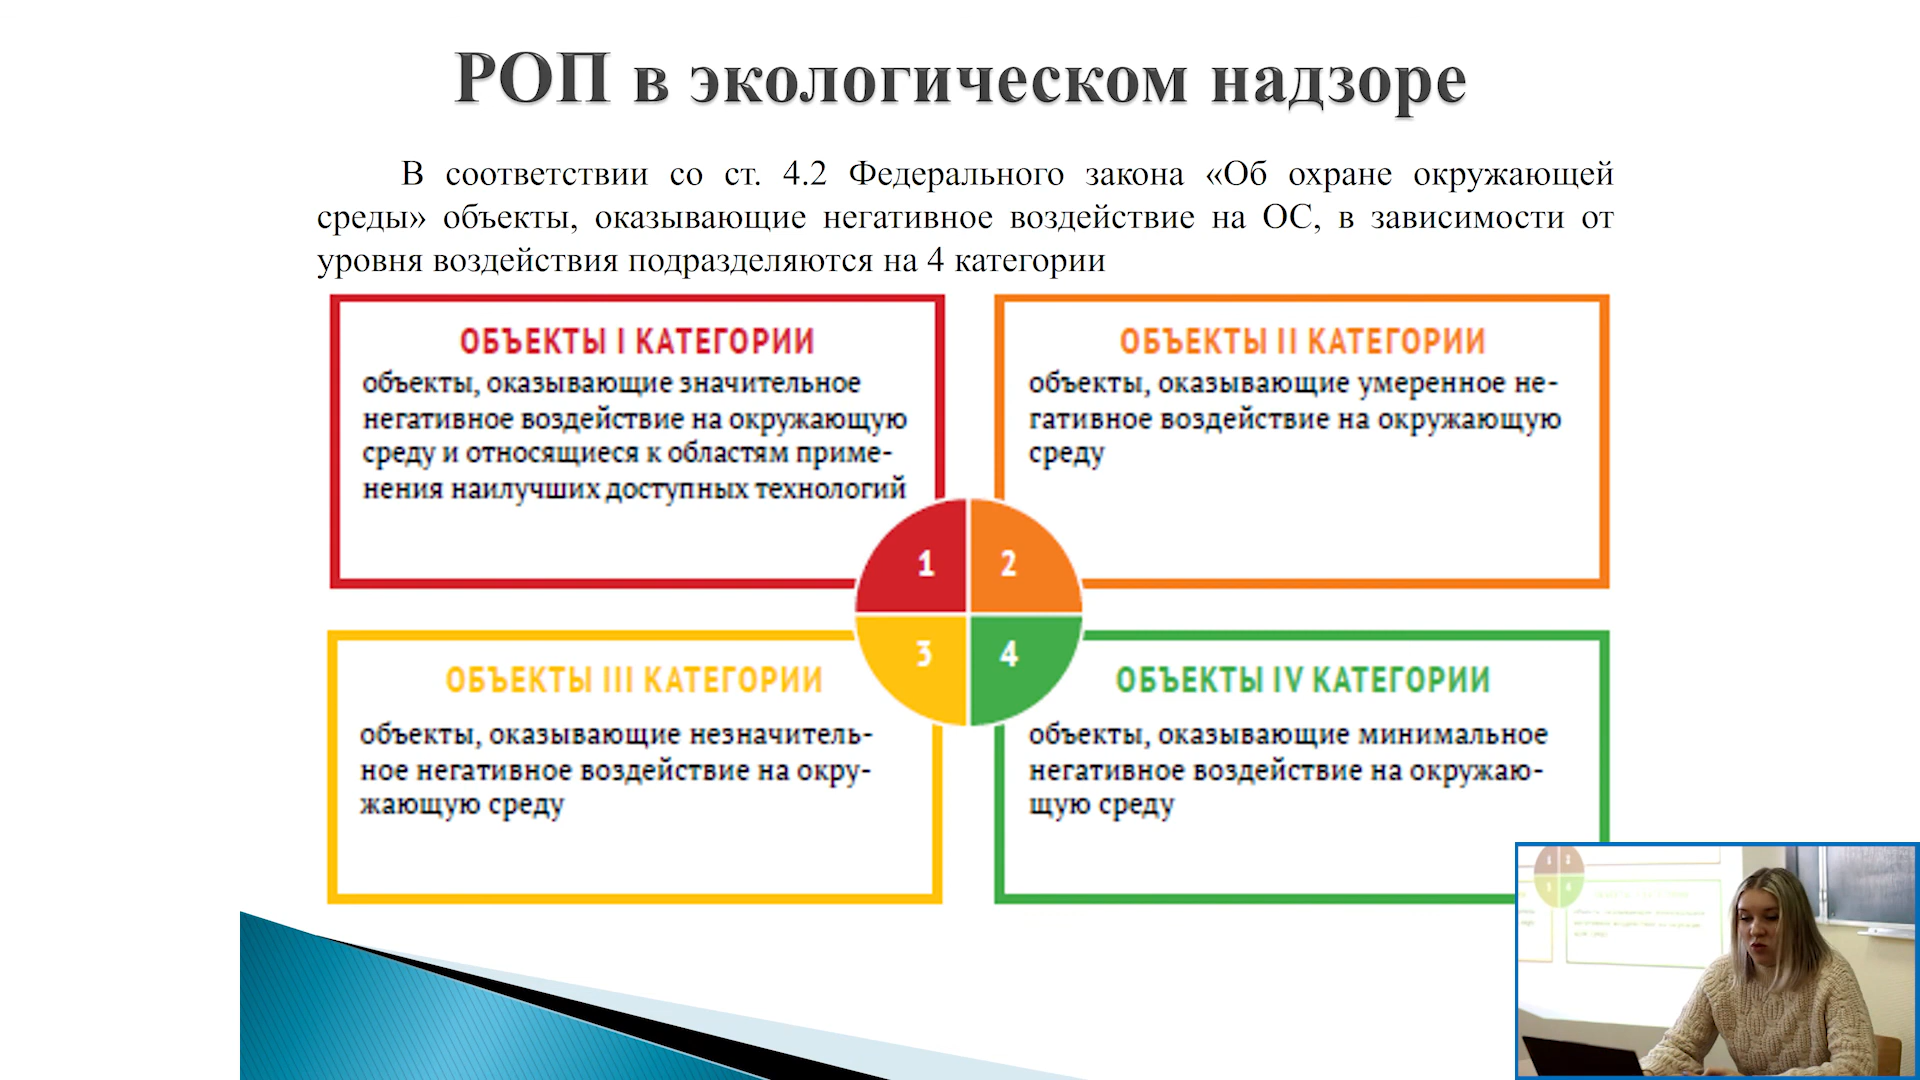 РОП в экологическом надзоре
В соответствии со ст. 4.2 Федерального закона «Об охране окружающей
среды» объекты, оказывающие негативное воздействие на ОС, в зависимости от
уровня воздействия подразделяются на 4 категории
ОБЪЕКТЫ I КАТЕГОРИИ
объекты, оказывающие значительное
негативное воздействие на окружающую
среду и относящиеся к областям приме-
нения наилучших доступных технологий
ОБЪЕКТЫ II КАТЕГОРИИ
объекты, оказывающие умеренное не-
гативное воздействие на окружающую
среду
1
2
3
4
ОБЪЕКТЫ III КАТЕГОРИИ
объекты, оказывающие незначитель-
ное негативное воздействие на окру-
жающую среду
ОБЪЕКТЫ IV КАТЕГОРИИ
объекты, оказывающие минимальное
негативное воздействие на окружаю-
щую среду